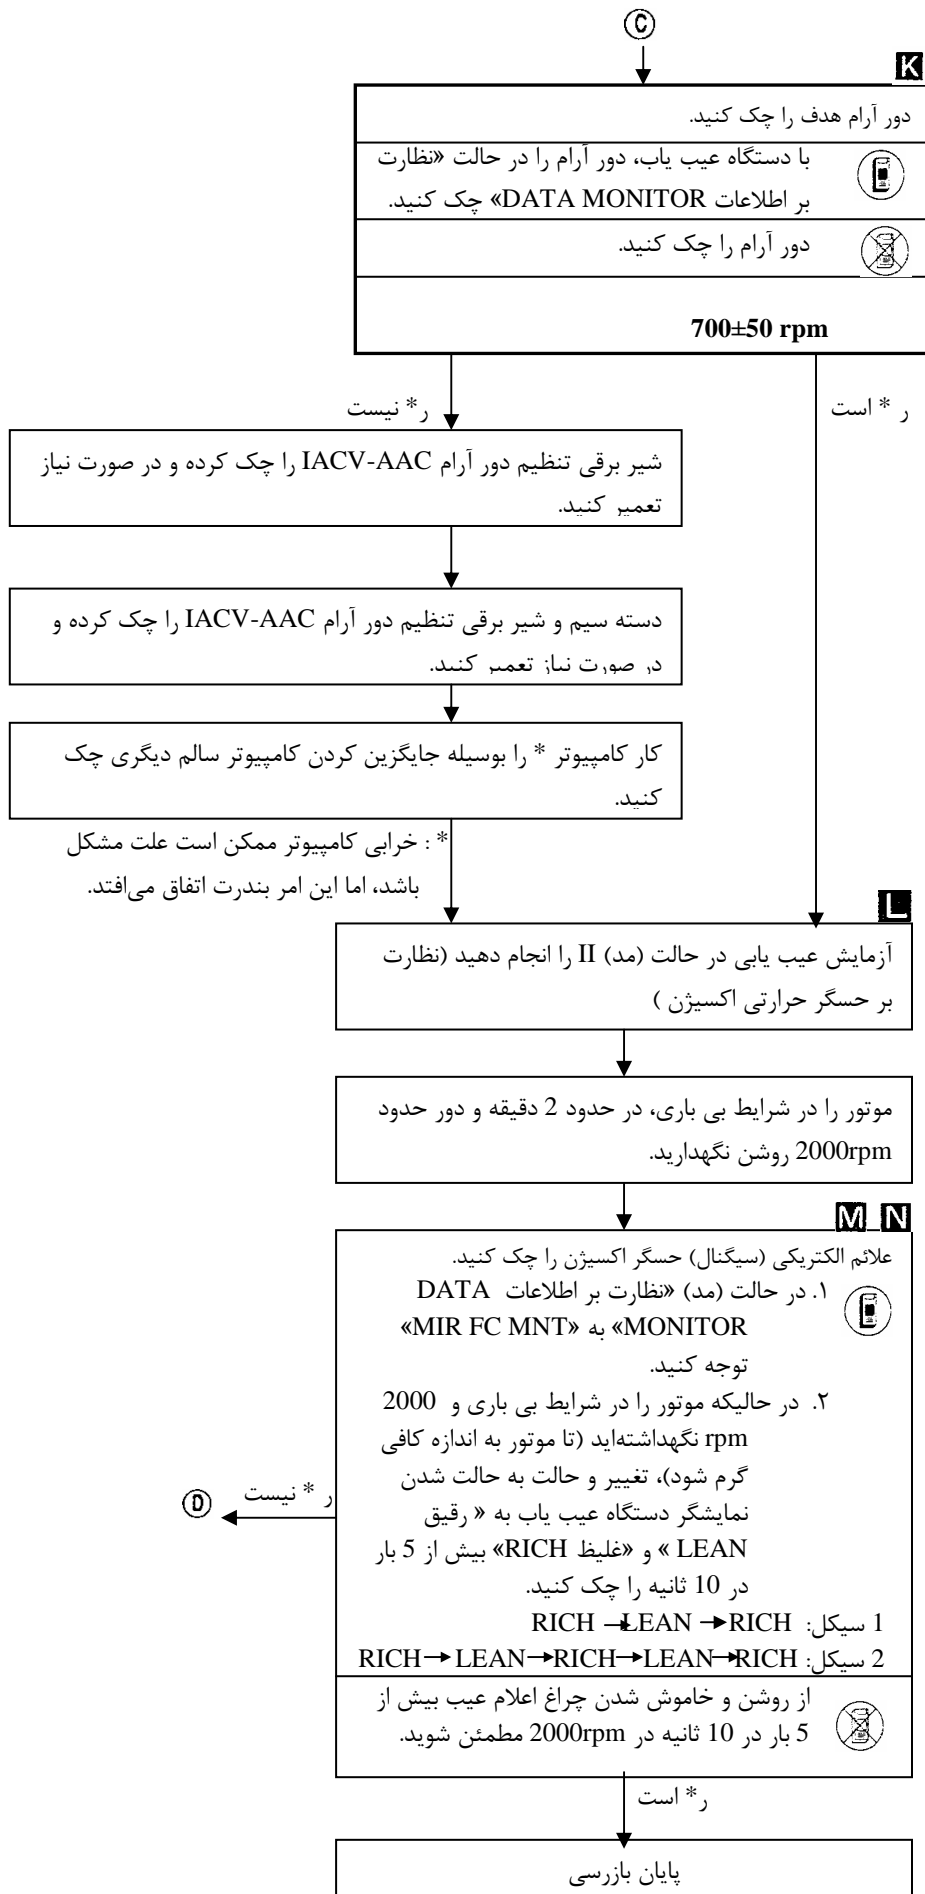 C
K
دور آرام هدف را چک کنید.
با دستگاه عیب یاب، دور آرام را در حالت «نظارت
بر اطلاعات DATA MONITOR» چک کنید.
دور آرام را چک کنید.
700±50 rpm
ر* نیست
ر * است
شیر برقی تنظیم دور آرام IACV-AAC را چک کرده و در صورت نیاز
تعمیر کنید.
دسته سیم و شیر برقی تنظیم دور آرام IACV-AAC را چک کرده و
در صورت نیاز تعمیر کنید.
کار کامپیوتر * را بوسیله جایگزین کردن کامپیوتر سالم دیگری چک
کنید.
* : خرابی کامپیوتر ممکن است علت مشکل
باشد، اما این امر بندرت اتفاق می‌افتد.
L
آزمایش عیب یابی در حالت (مد) II را انجام دهید (نظارت
بر حسگر حرارتی اکسیژن )
موتور را در شرایط بی باری، در حدود 2 دقیقه و دور حدود
2000rpm روشن نگهدارید.
M N
علائم الکتریکی (سیگنال) حسگر اکسیژن را چک کنید.
۱. در حالت (مد) «نظارت بر اطلاعات DATA
MONITOR» به «MIR FC MNT»
توجه کنید.
۲. در حالیکه موتور را در شرایط بی باری و 2000
rpm نگهداشته‌اید (تا موتور به اندازه کافی
گرم شود)، تغییر و حالت به حالت شدن
نمایشگر دستگاه عیب یاب به « رقیق
LEAN » و «غلیظ RICH» بیش از 5 بار
در 10 ثانیه را چک کنید.
1 سیکل: RICH → LEAN → RICH
2 سیکل: RICH → LEAN → RICH → LEAN → RICH
ر * نیست
D
از روشن و خاموش شدن چراغ اعلام عیب بیش از
5 بار در 10 ثانیه در 2000rpm مطمئن شوید.
ر* است
پایان بازرسی